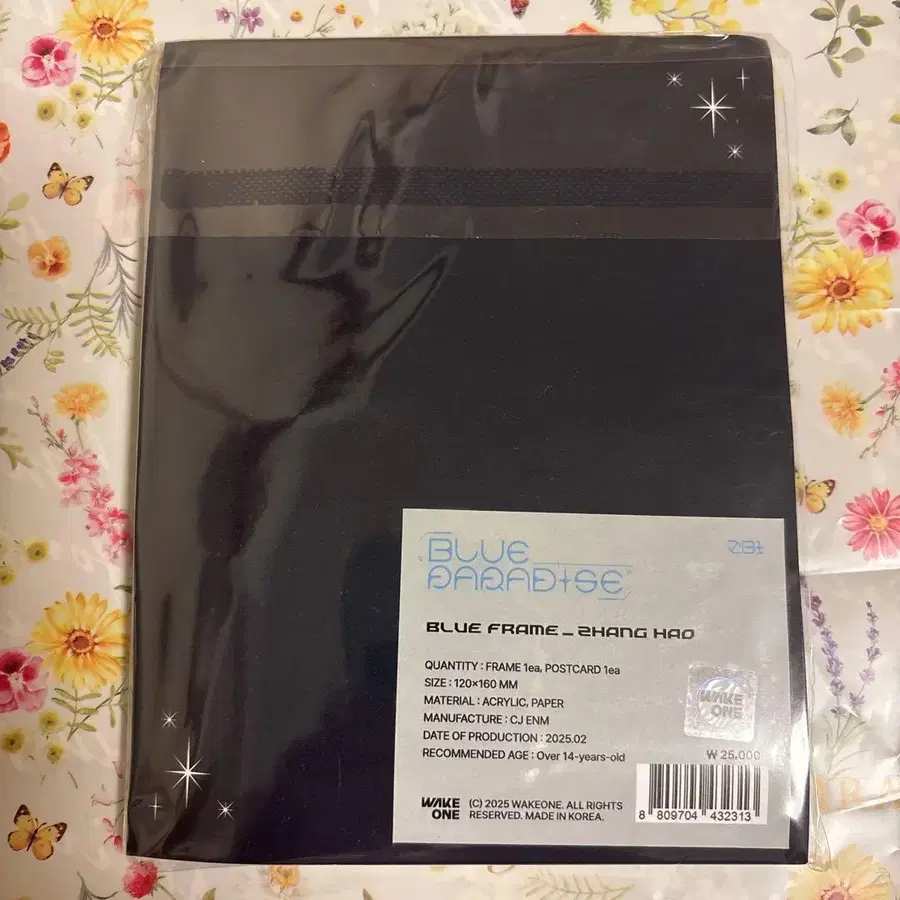 BLUE
PARADISE
ZB1
BLUE FRAME _ ZHANG HAO
QUANTITY : FRAME 1ea, POSTCARD 1ea
SIZE : 120×160 MM
MATERIAL : ACRYLIC, PAPER
MANUFACTURE : CJ ENM
DATE OF PRODUCTION : 2025.02
RECOMMENDED AGE : Over 14-years-old
WAKE
ONE
₩ 25,000
WAKE
ONE
(C) 2025 WAKEONE. ALL RIGHTS
RESERVED. MADE IN KOREA.
8 809704 432313